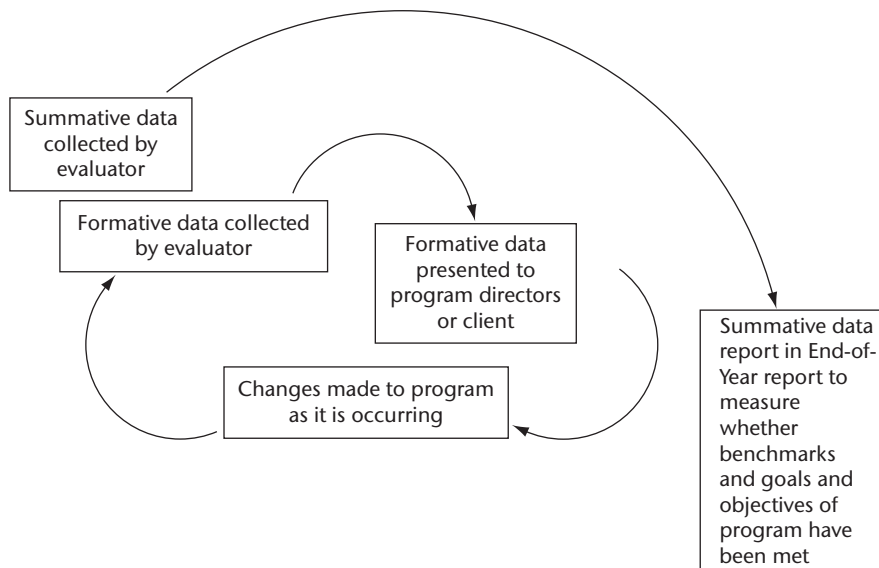 Summative data
collected by
evaluator
Formative data collected
by evaluator
Formative data
presented to
program directors
or client
Changes made to program
as it is occurring
Summative data
report in End-of-
Year report to
measure
whether
benchmarks
and goals and
objectives of
program have
been met